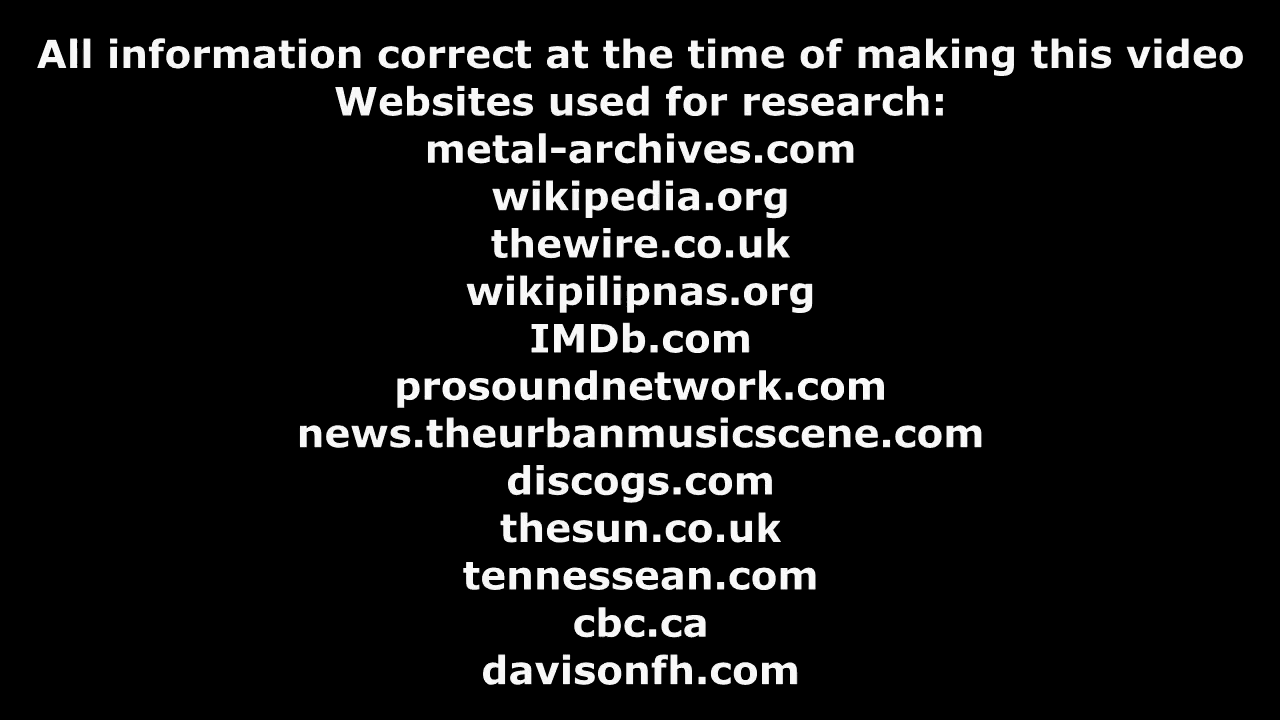 All information correct at the time of making this video
Websites used for research:
metal-archives.com
wikipedia.org
thewire.co.uk
wikipilipnas.org
IMDb.com
prosoundnetwork.com
news.theurbanmusicscene.com
discogs.com
thesun.co.uk
tennessean.com
cbc.ca
davisonfh.com